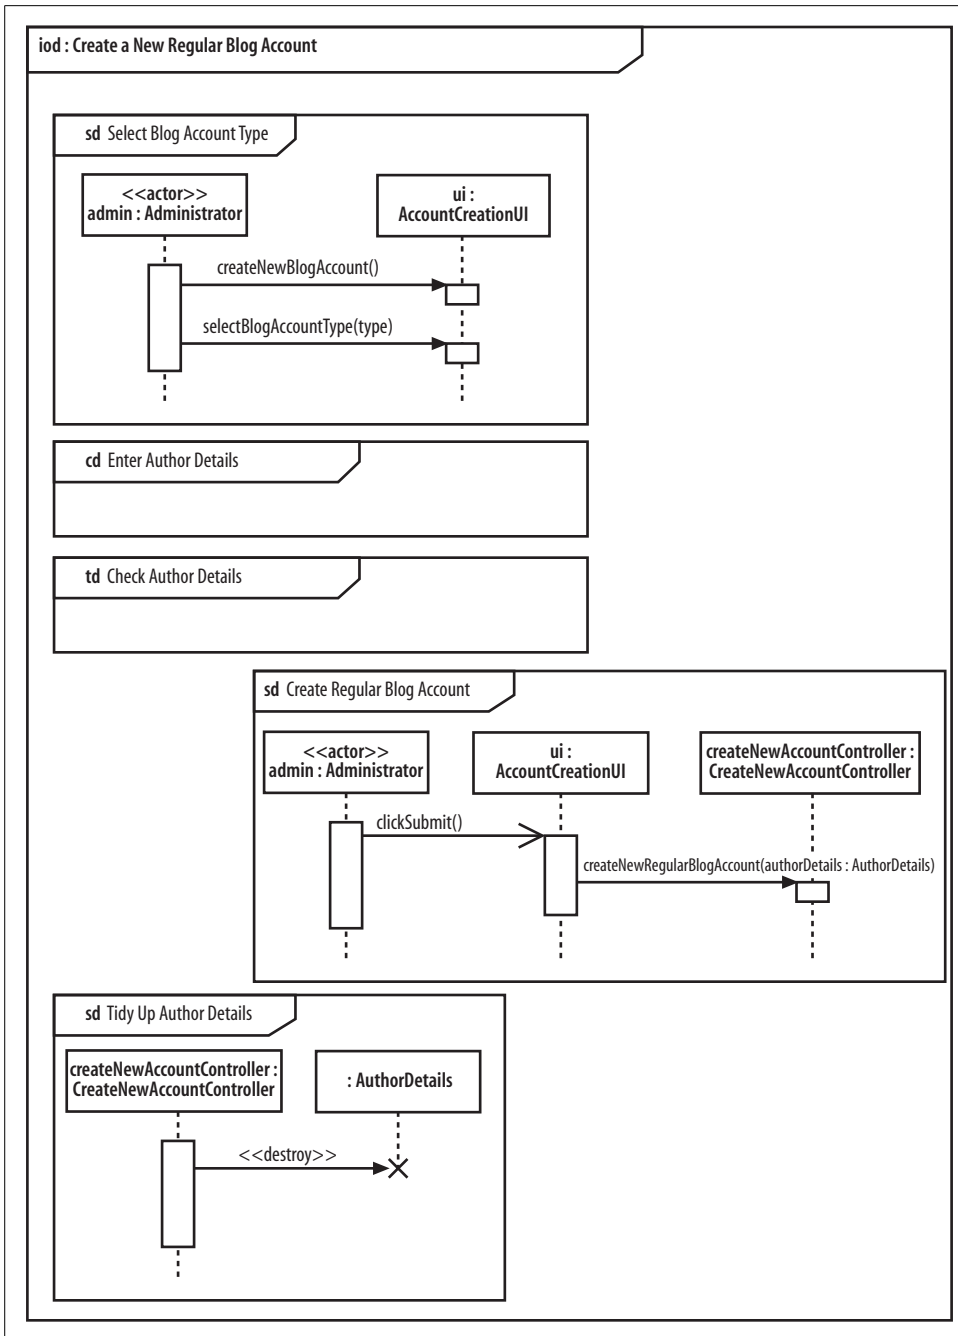 iod : Create a New Regular Blog Account
sd Select Blog Account Type
<<actor>>
admin : Administrator
ui :
AccountCreationUI
createNewBlogAccount()
selectBlogAccountType(type)
cd Enter Author Details
td Check Author Details
sd Create Regular Blog Account
<<actor>>
admin : Administrator
ui :
AccountCreationUI
createNewAccountController :
CreateNewAccountController
clickSubmit()
createNewRegularBlogAccount(authorDetails : AuthorDetails)
sd Tidy Up Author Details
createNewAccountController :
CreateNewAccountController
: AuthorDetails
<<destroy>>